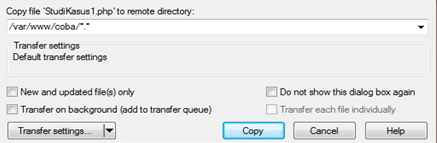 Copy file 'StudiKasus1.php' to remote directory:
/var/www/coba/*.*
Transfer settings
Default transfer settings
New and updated file(s) only
Do not show this dialog box again
Transfer on background (add to transfer queue)
Transfer each file individually
Transfer settings...
Copy
Cancel
Help